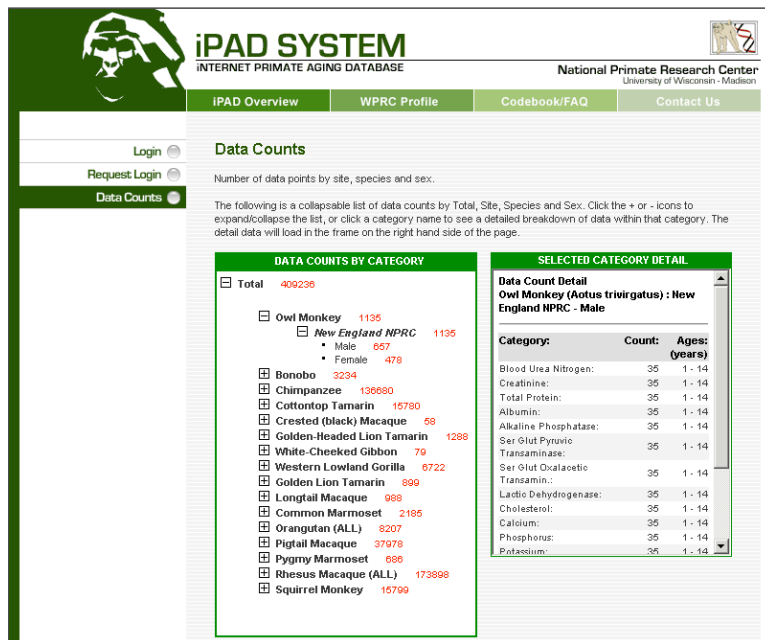 iPAD SYSTEM
INTERNET PRIMATE AGING DATABASE
National Primate Research Center
University of Wisconsin - Madison
iPAD Overview WPRC Profile Codebook/FAQ Contact Us
Login
Request Login
Data Counts
Data Counts
Number of data points by site, species and sex.
The following is a collapsable list of data counts by Total, Site, Species and Sex. Click the + or - icons to
expand/collapse the list, or click a category name to see a detailed breakdown of data within that category. The
detail data will load in the frame on the right hand side of the page.
DATA COUNTS BY CATEGORY
Total 409236
Owl Monkey 1135
New England NPRC 1135
Male 657
Female 478
Bonobo 3234
Chimpanzee 136680
Cottontop Tamarin 15780
Crested (black) Macaque 58
Golden-Headed Lion Tamarin 1288
White-Cheeked Gibbon 79
Western Lowland Gorilla 6722
Golden Lion Tamarin 899
Longtail Macaque 988
Common Marmoset 2185
Orangutan (ALL) 8207
Pigtail Macaque 37978
Pygmy Marmoset 686
Rhesus Macaque (ALL) 173898
Squirrel Monkey 15799
SELECTED CATEGORY DETAIL
Data Count Detail
Owl Monkey (Aotus trivirgatus) : New
England NPRC - Male
Category: Count: Ages:
(years)
Blood Urea Nitrogen: 35 1 - 14
Creatinine: 35 1 - 14
Total Protein: 35 1 - 14
Albumin: 35 1 - 14
Alkaline Phosphatase: 35 1 - 14
Ser Glut Pyruvic
Transaminase: 35 1 - 14
Ser Glut Oxalacetic
Transamin.: 35 1 - 14
Lactic Dehydrogenase: 35 1 - 14
Cholesterol: 35 1 - 14
Calcium: 35 1 - 14
Phosphorus: 35 1 - 14
Potassium: 35 1 - 14